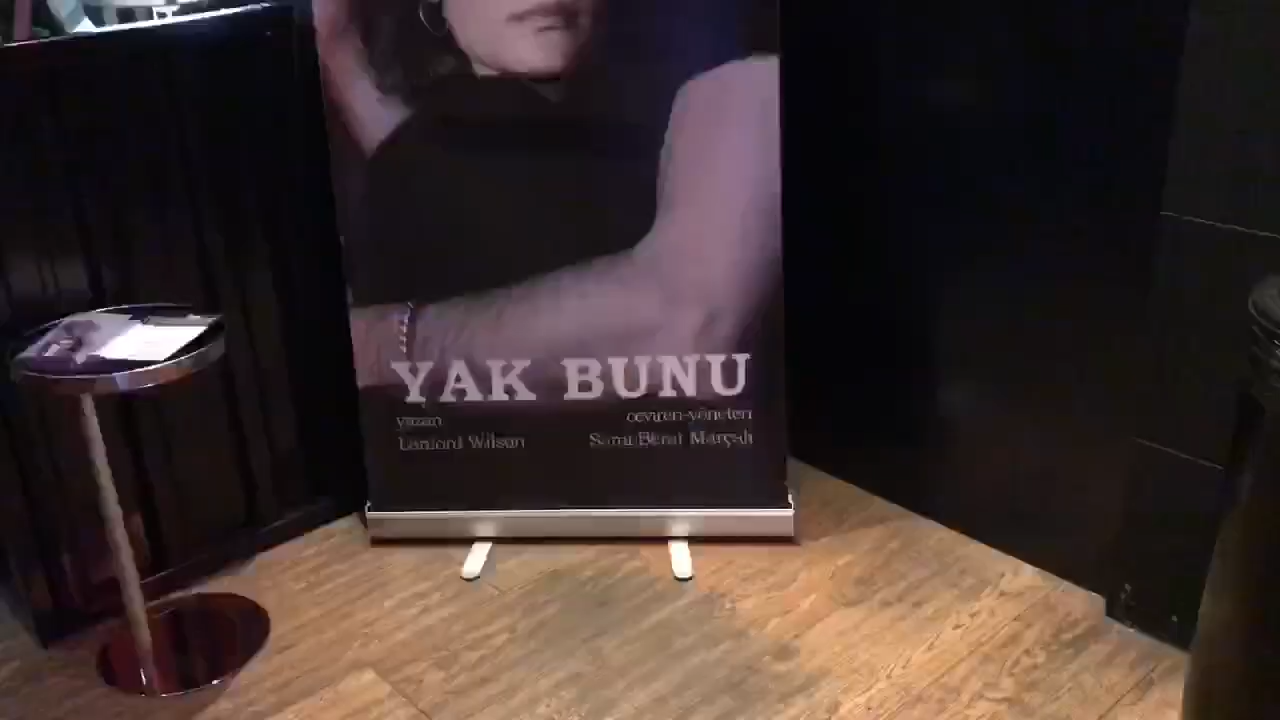 YAK BUNU
yazan
çeviren-yöneten
Lanford Wilson
Sami Berat Marçalı